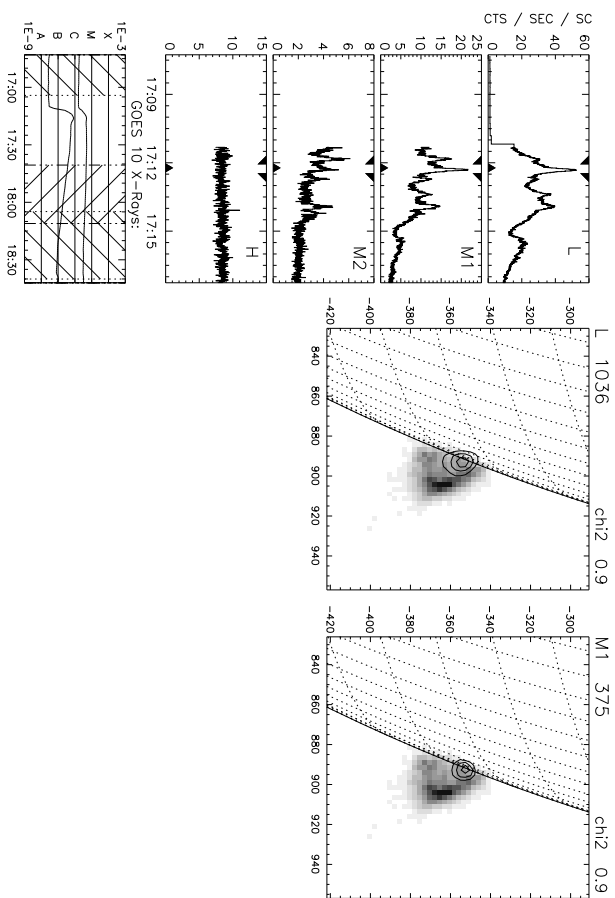 CTS / SEC / SC
60
40
20
0
L
25
20
15
10
5
0
M1
8
6
4
2
0
M2
15
10
5
0
H
17:09 17:12 17:15
GOES 10 X-Rays:
1E-3
X
M
C
B
A
1E-9
17:00 17:30 18:00 18:30
L 1036 chi2 0.9
-300
-320
-340
-360
-380
-400
-420
840 860 880 900 920 940
M1 375 chi2 0.9
-300
-320
-340
-360
-380
-400
-420
840 860 880 900 920 940